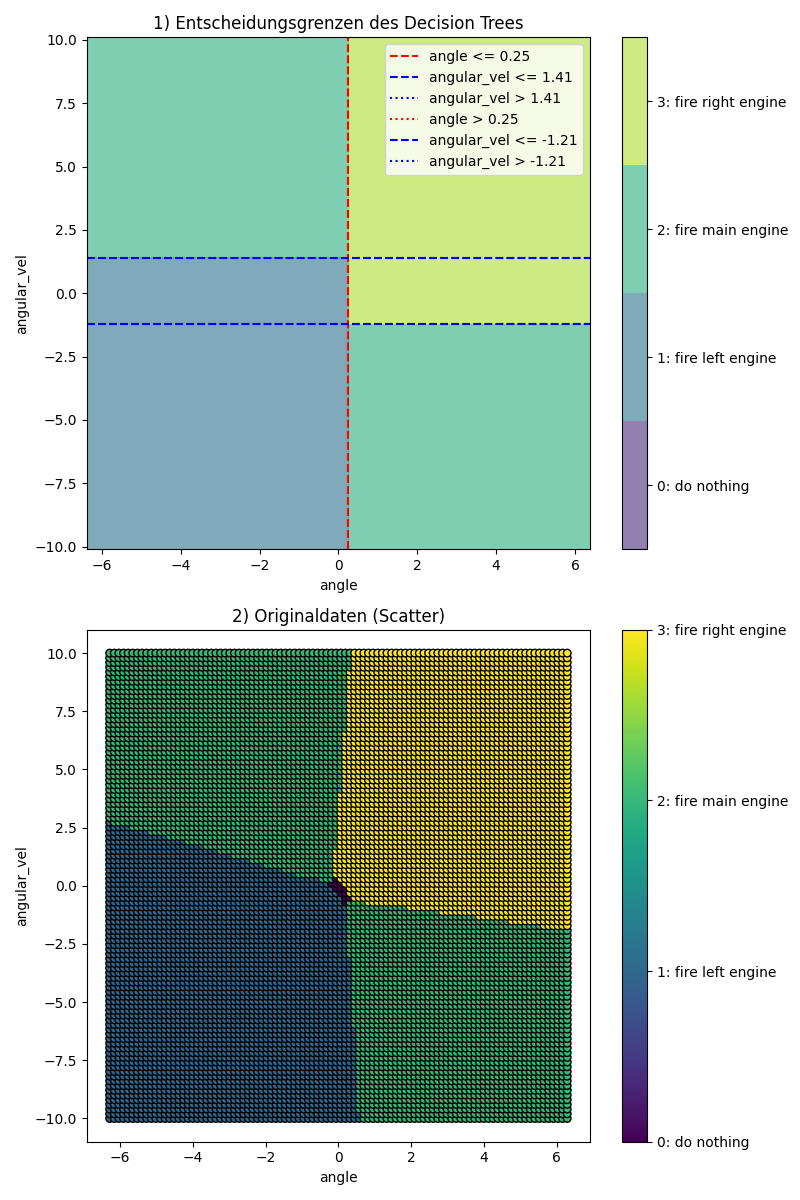 1) Entscheidungsgrenzen des Decision Trees
10.0
7.5
5.0
2.5
0.0
−2.5
−5.0
−7.5
−10.0
angular_vel
angle <= 0.25
angular_vel <= 1.41
angular_vel > 1.41
angle > 0.25
angular_vel <= -1.21
angular_vel > -1.21
−6 −4 −2 0 2 4 6
angle
3: fire right engine
2: fire main engine
1: fire left engine
0: do nothing
2) Originaldaten (Scatter)
10.0
7.5
5.0
2.5
0.0
−2.5
−5.0
−7.5
−10.0
angular_vel
−6 −4 −2 0 2 4 6
angle
3: fire right engine
2: fire main engine
1: fire left engine
0: do nothing